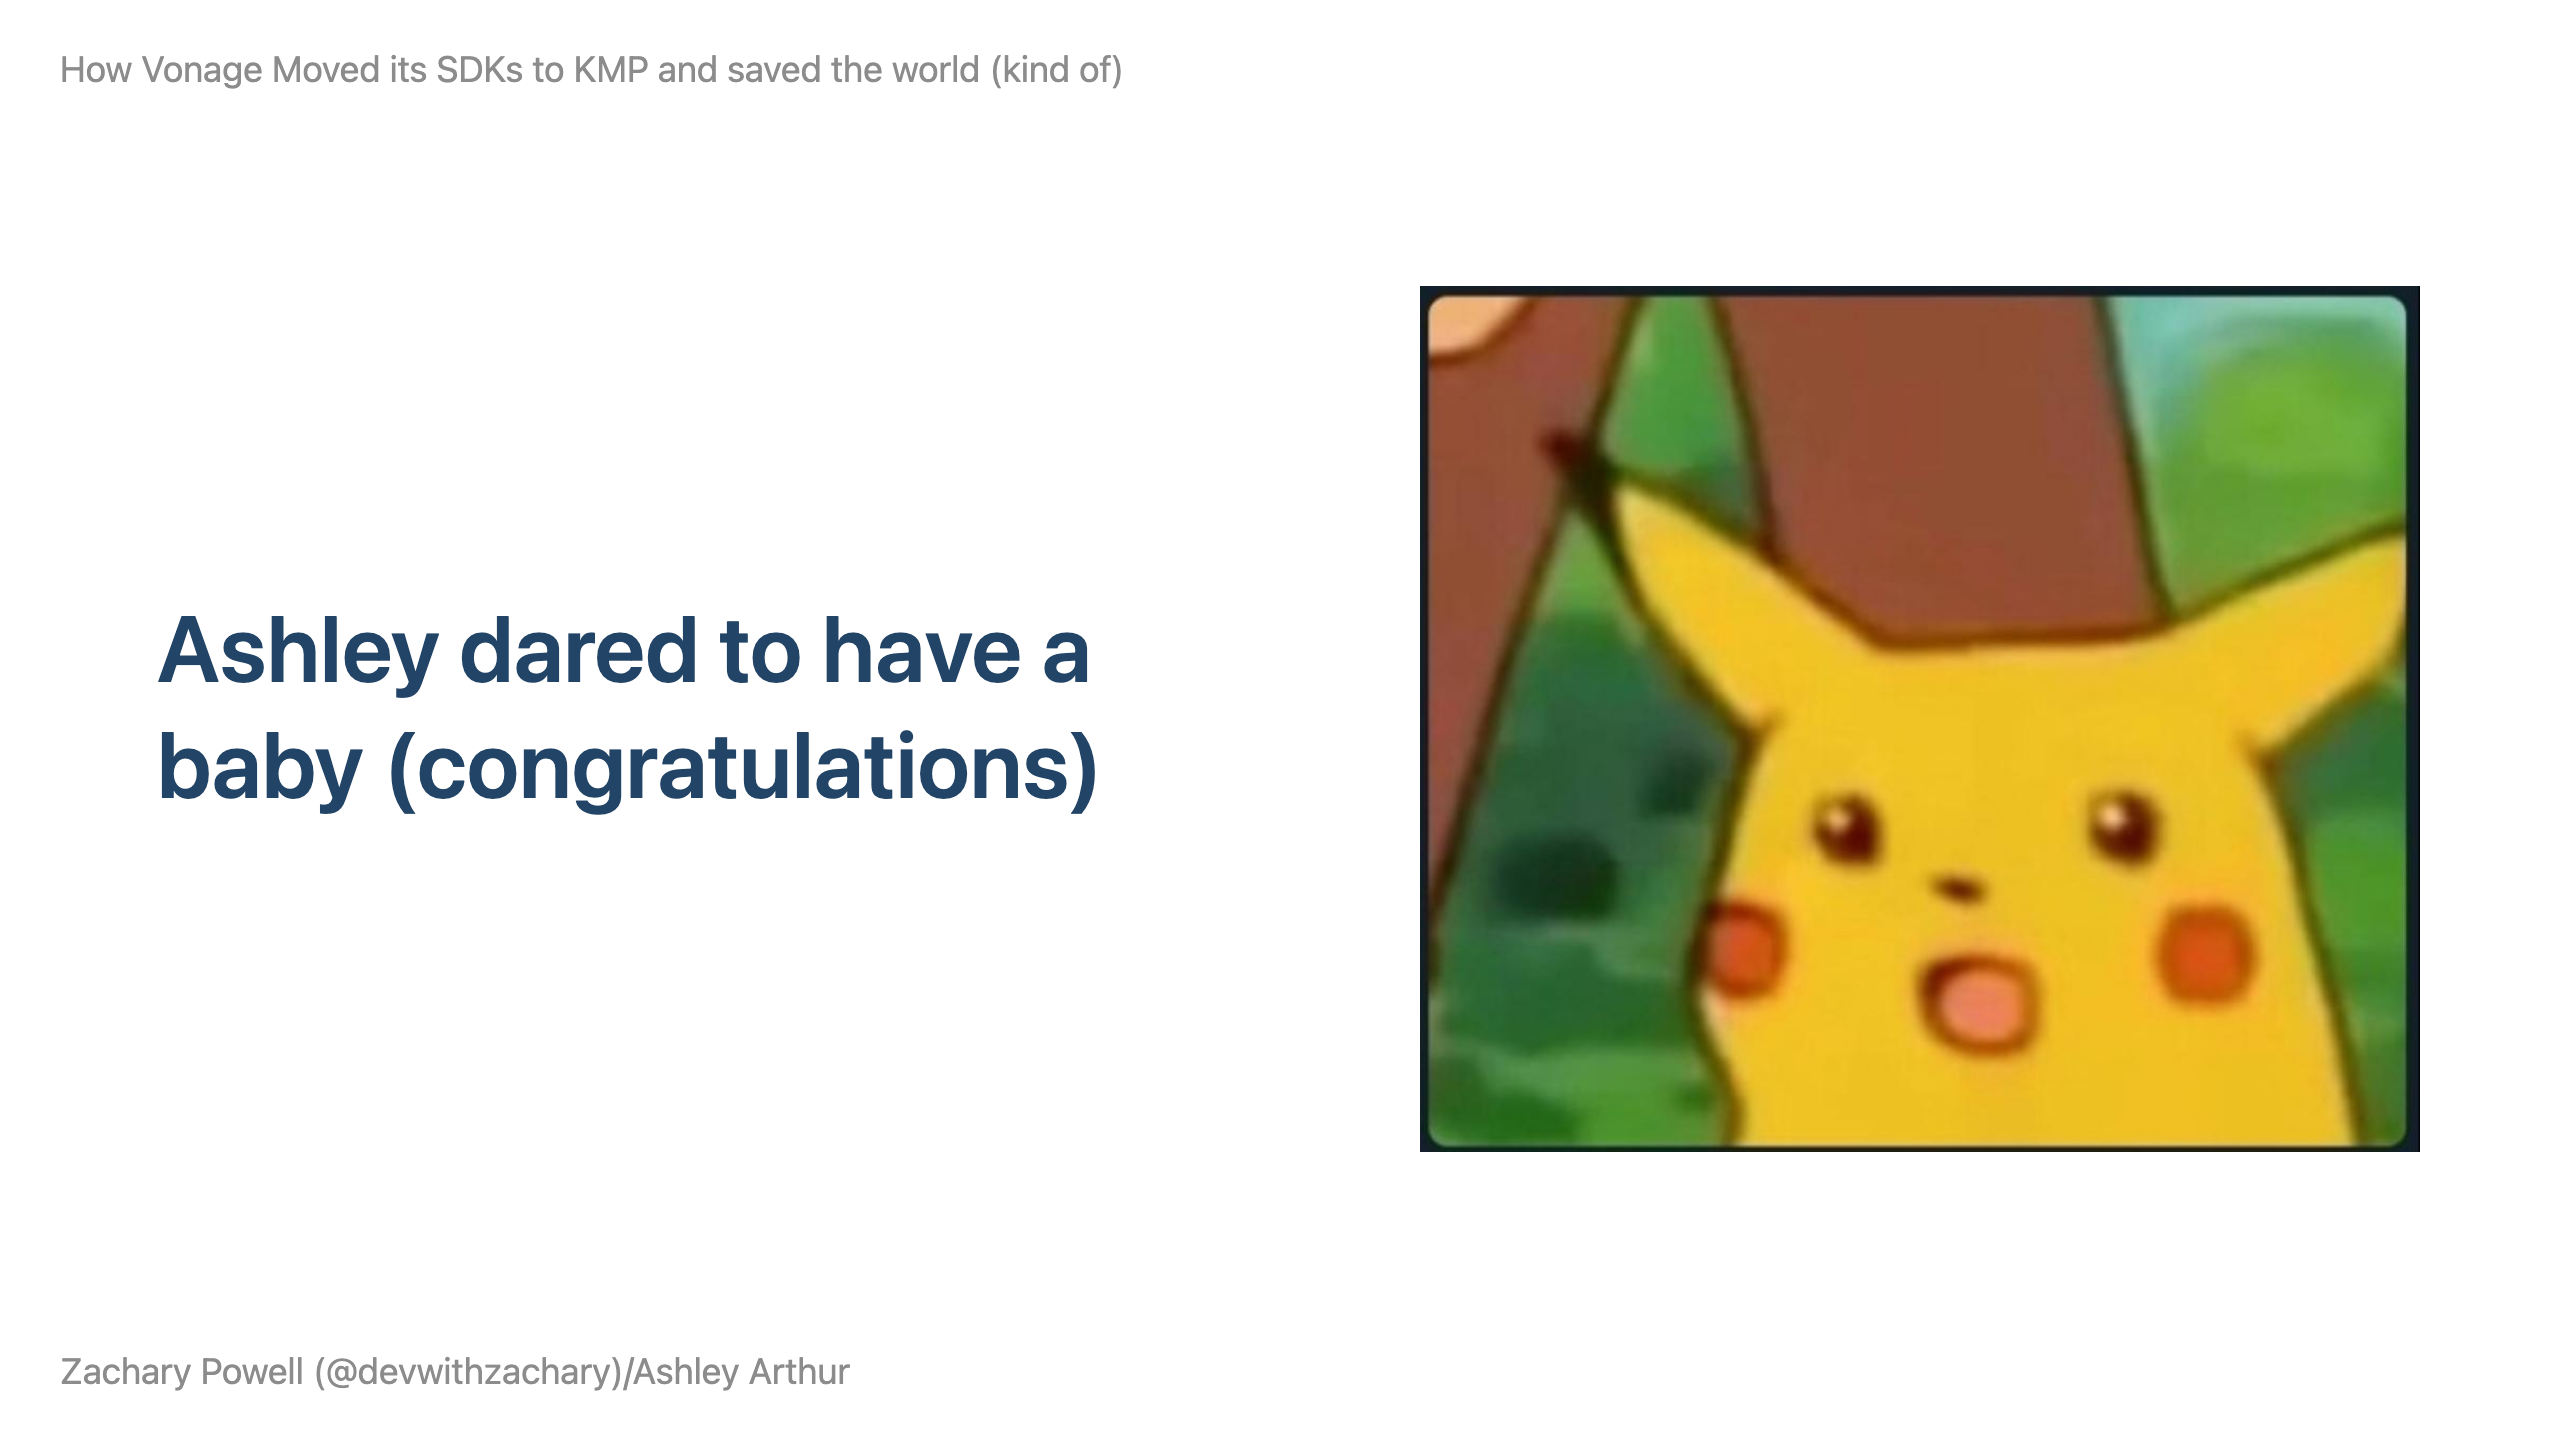 How Vonage Moved its SDKs to KMP and saved the world (kind of)
Ashley dared to have a
baby (congratulations)
Zachary Powell (@devwithzachary)/Ashley Arthur